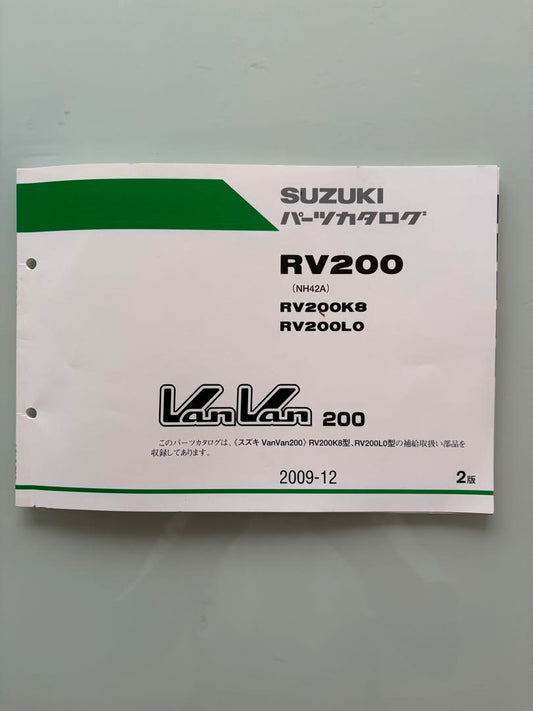 SUZUKI
パーツカタログ
RV200
(NH42A)
RV200K8
RV200L0
VanVan 200
このパーツカタログは、〈スズキ VanVan200〉RV200K8型、RV200L0型の補給取扱い部品を
収録してあります。
2009-12
2版